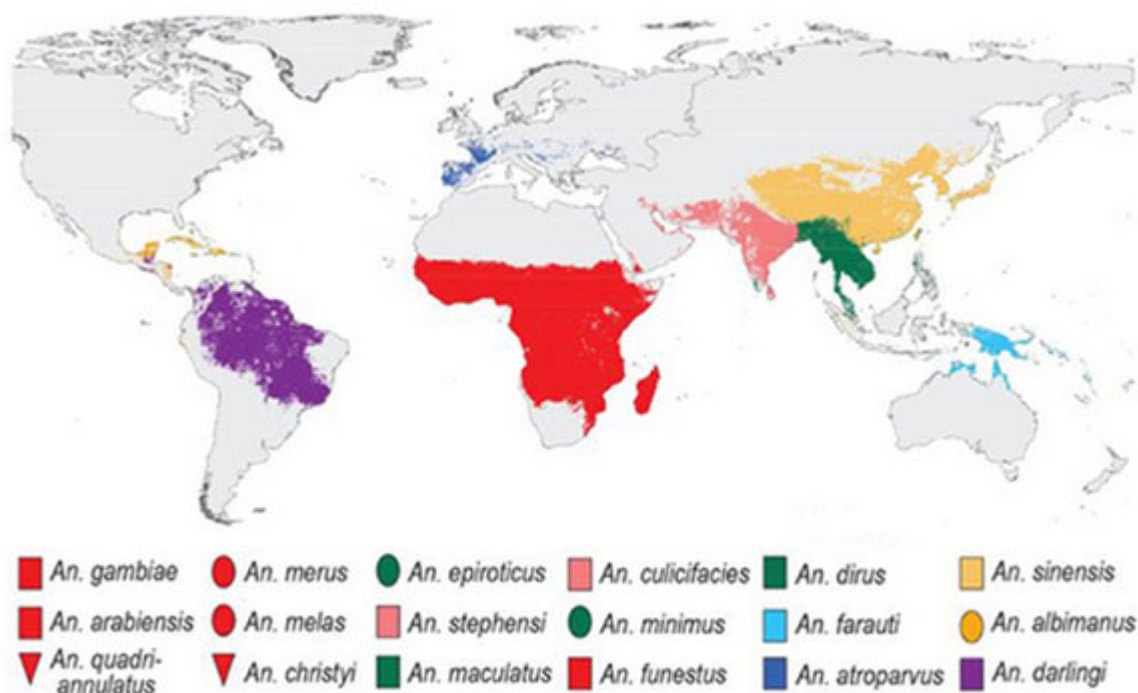 An. gambiae
An. merus
An. epiroticus
An. culicifacies
An. dirus
An. sinensis
An. arabiensis
An. melas
An. stephensi
An. minimus
An. farauti
An. albimanus
An. quadri-
annulatus
An. christyi
An. maculatus
An. funestus
An. atroparvus
An. darlingi